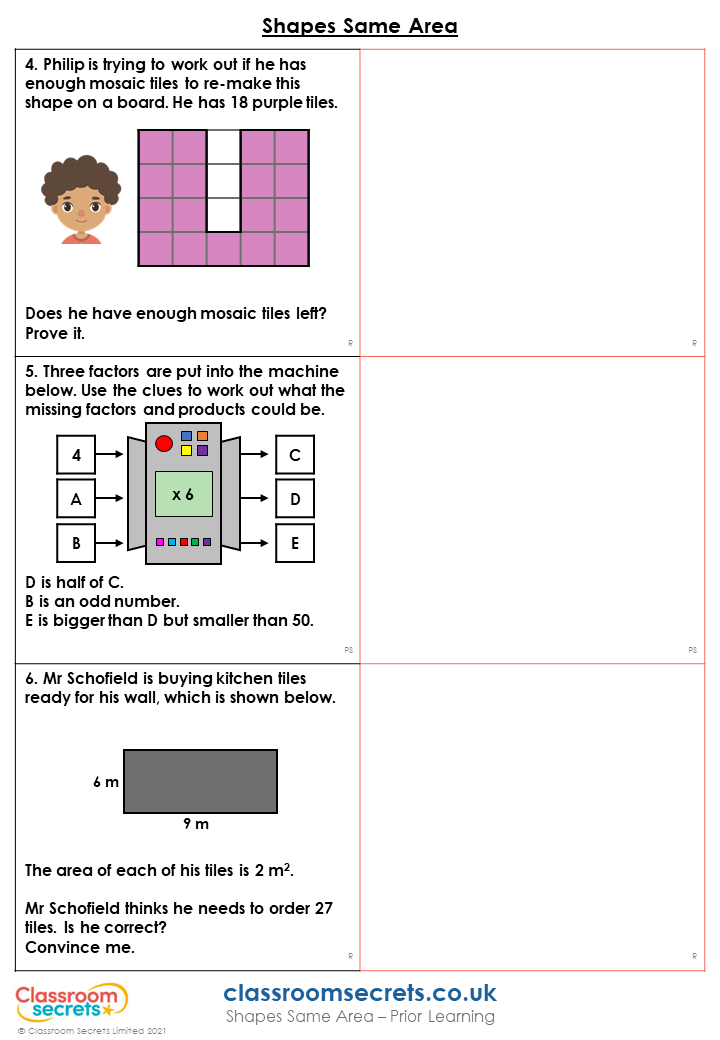 Shapes Same Area
4. Philip is trying to work out if he has
enough mosaic tiles to re-make this
shape on a board. He has 18 purple tiles.
Does he have enough mosaic tiles left?
Prove it.
R
R
5. Three factors are put into the machine
below. Use the clues to work out what the
missing factors and products could be.
4
C
A
x 6
D
B
E
D is half of C.
B is an odd number.
E is bigger than D but smaller than 50.
PS
PS
6. Mr Schofield is buying kitchen tiles
ready for his wall, which is shown below.
6 m
9 m
The area of each of his tiles is 2 m².
Mr Schofield thinks he needs to order 27
tiles. Is he correct?
Convince me.
R
R
Classroom
secrets
© Classroom Secrets Limited 2021
classroomsecrets.co.uk
Shapes Same Area – Prior Learning